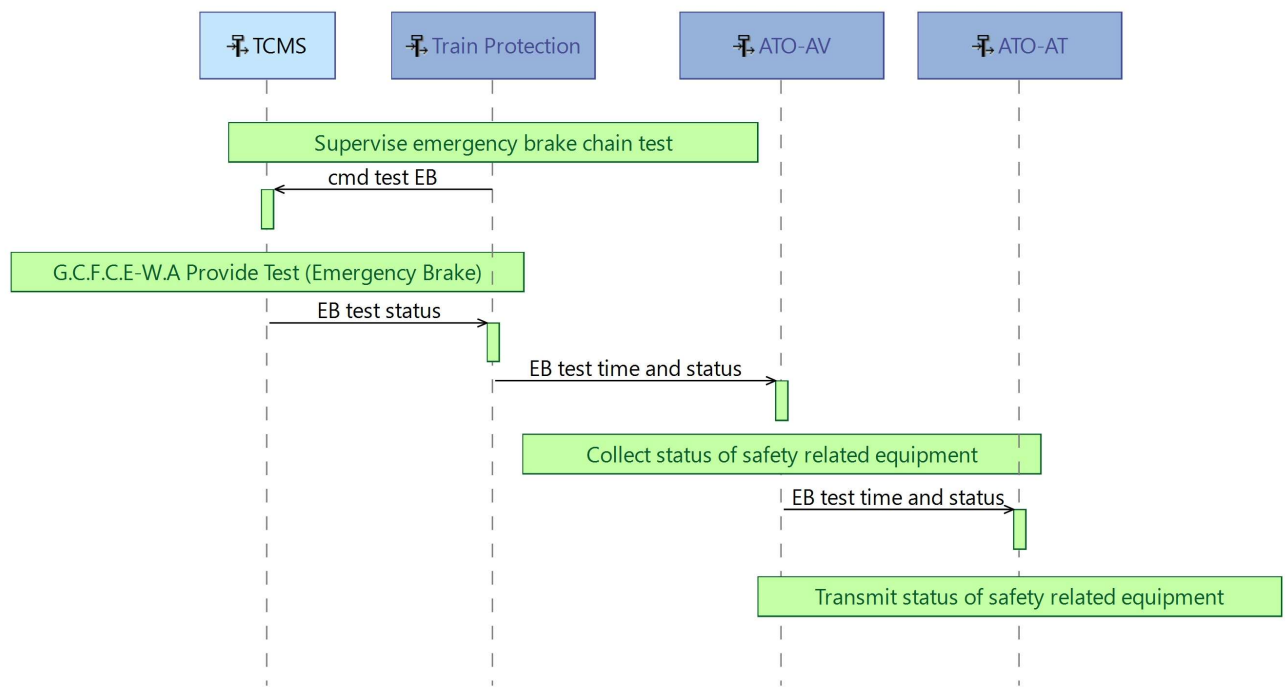 TCMS
Train Protection
ATO-AV
ATO-AT
Supervise emergency brake chain test
cmd test EB
G.C.F.C.E-W.A Provide Test (Emergency Brake)
EB test status
EB test time and status
Collect status of safety related equipment
EB test time and status
Transmit status of safety related equipment